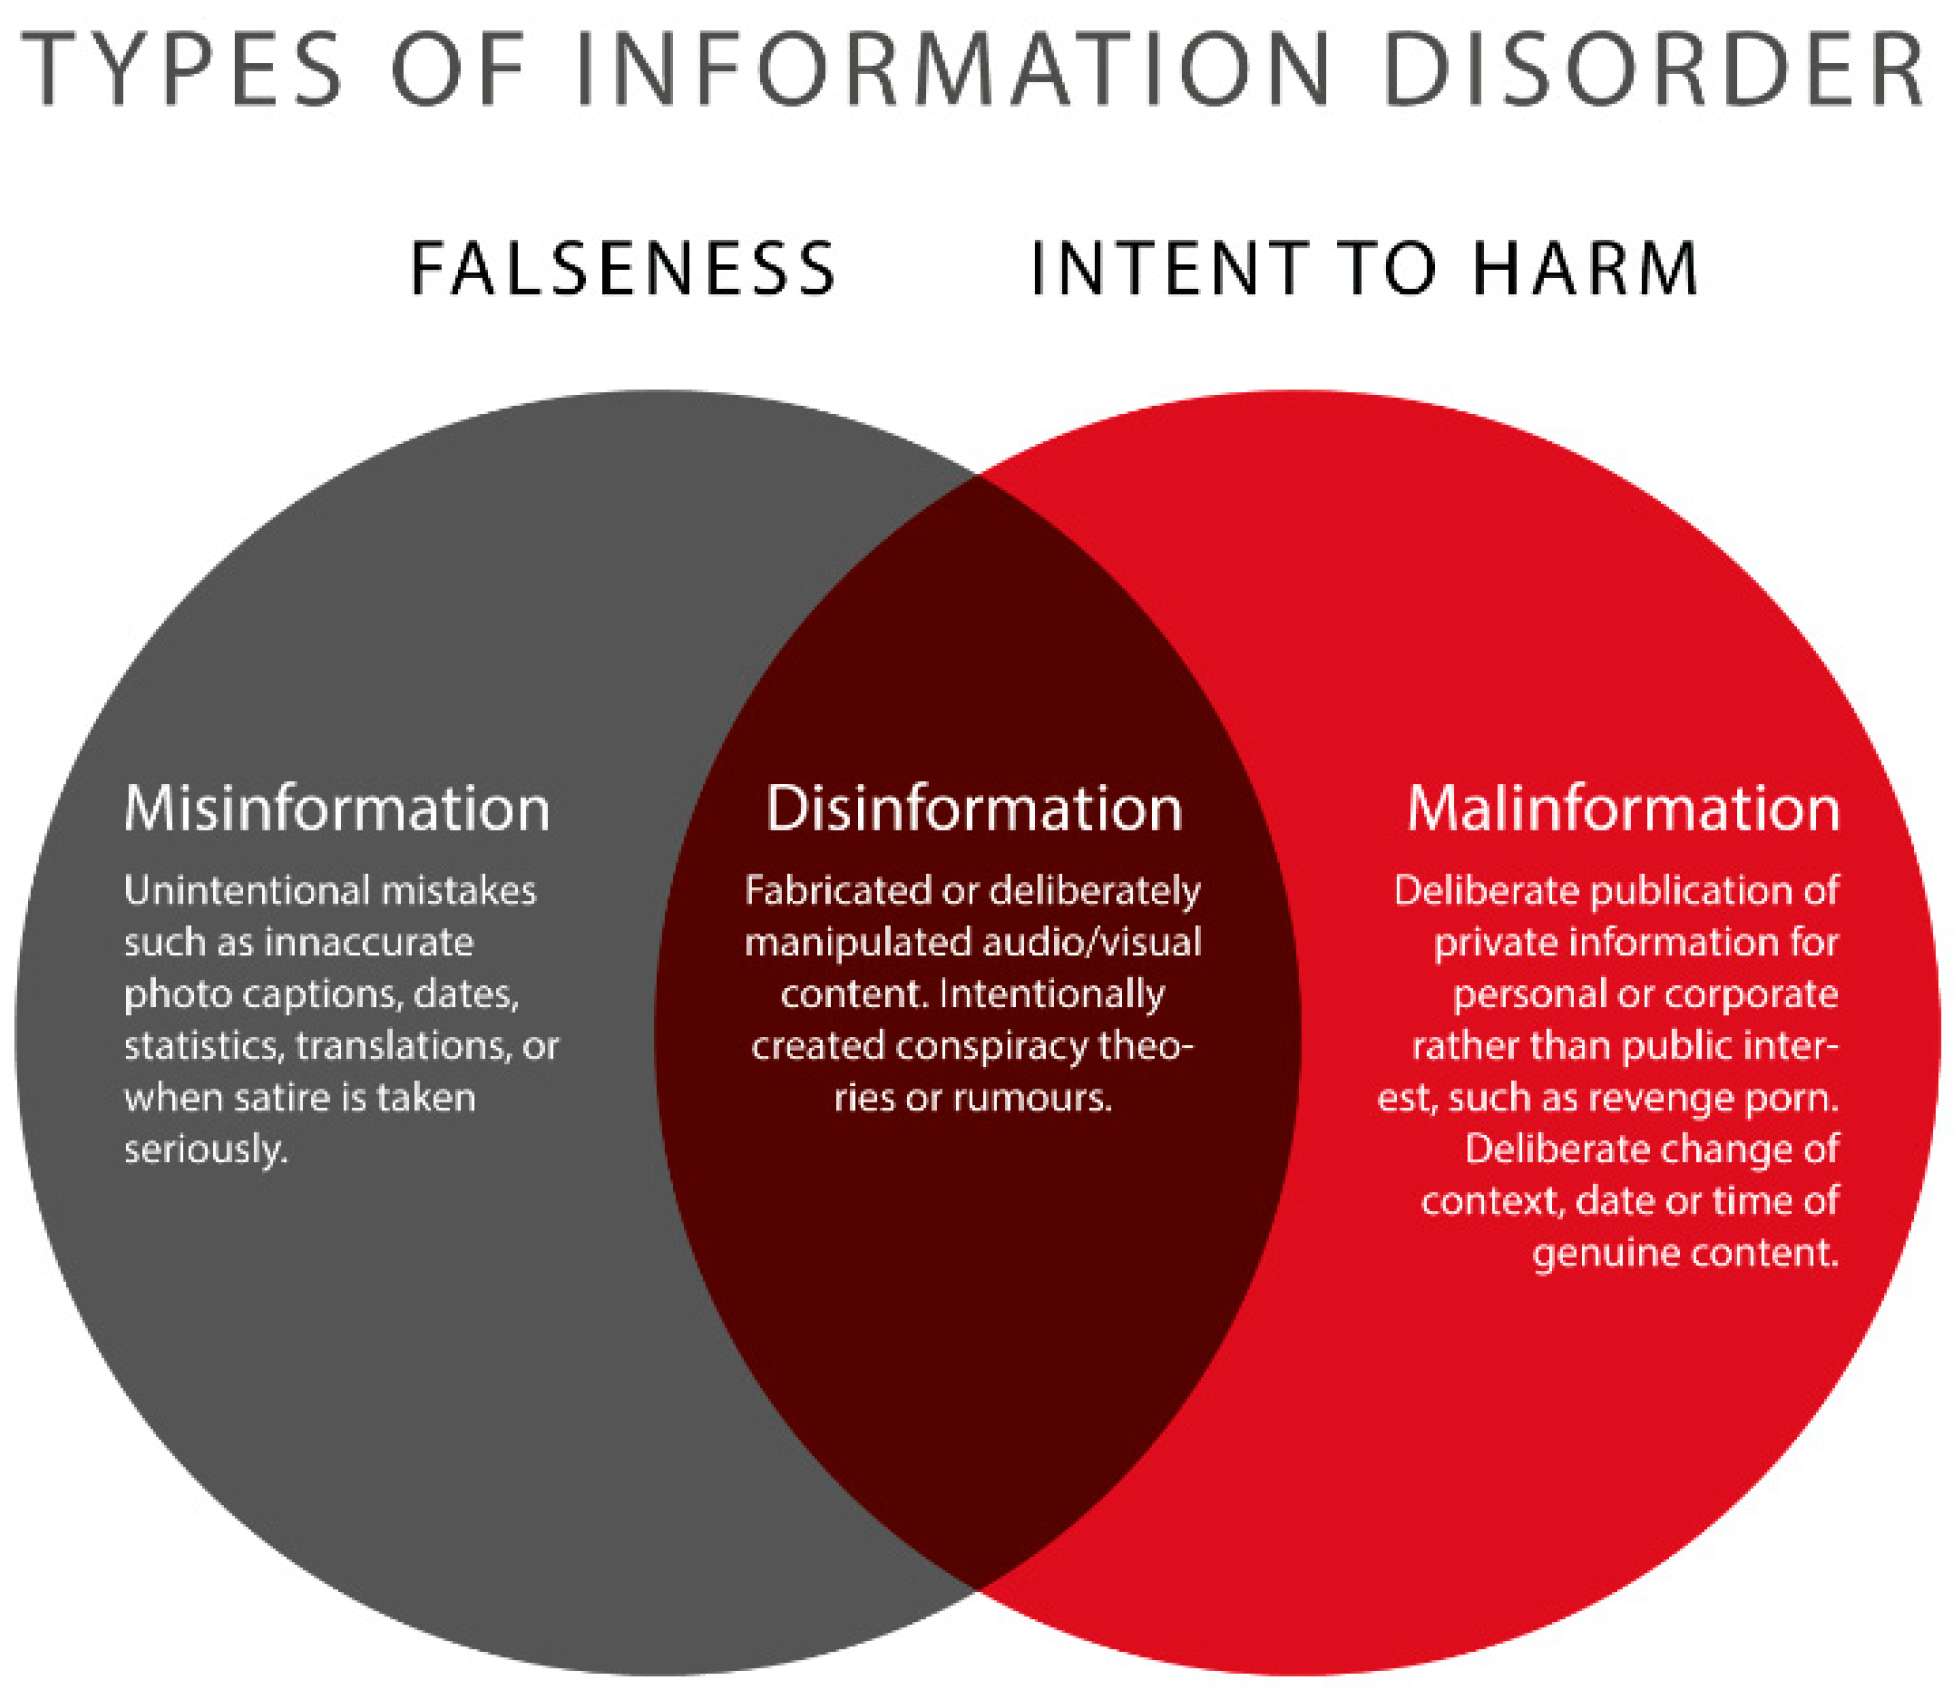 TYPES OF INFORMATION DISORDER
FALSENESS
INTENT TO HARM
Misinformation
Unintentional mistakes
such as innaccurate
photo captions, dates,
statistics, translations, or
when satire is taken
seriously.
Disinformation
Fabricated or deliberately
manipulated audio/visual
content. Intentionally
created conspiracy theo-
ries or rumours.
Malinformation
Deliberate publication of
private information for
personal or corporate
rather than public inter-
est, such as revenge porn.
Deliberate change of
context, date or time of
genuine content.